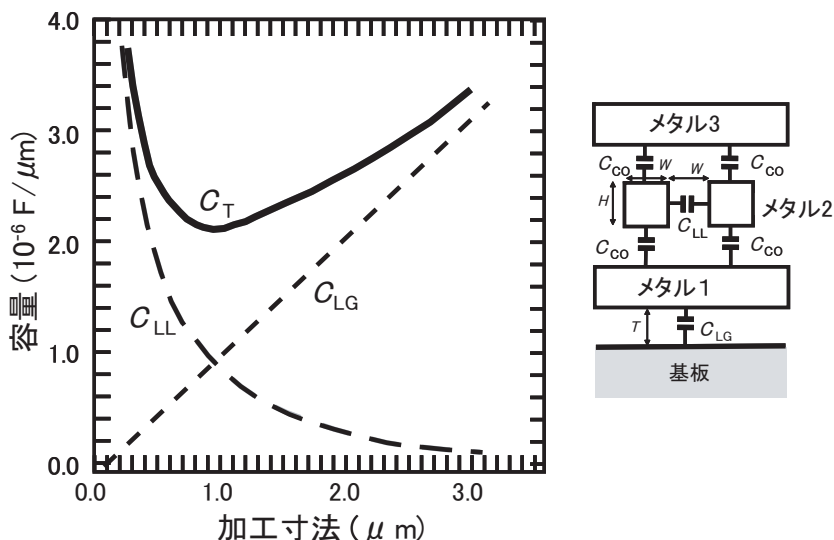 4.0
3.0
2.0
1.0
0.0
容量 (10⁻⁶ F/μm)
C_T
C_LL
C_LG
0.0
1.0
2.0
3.0
加工寸法 (μm)
メタル3
C_CO
W
W
C_CO
H
メタル2
C_LL
C_CO
C_CO
メタル1
T
C_LG
基板